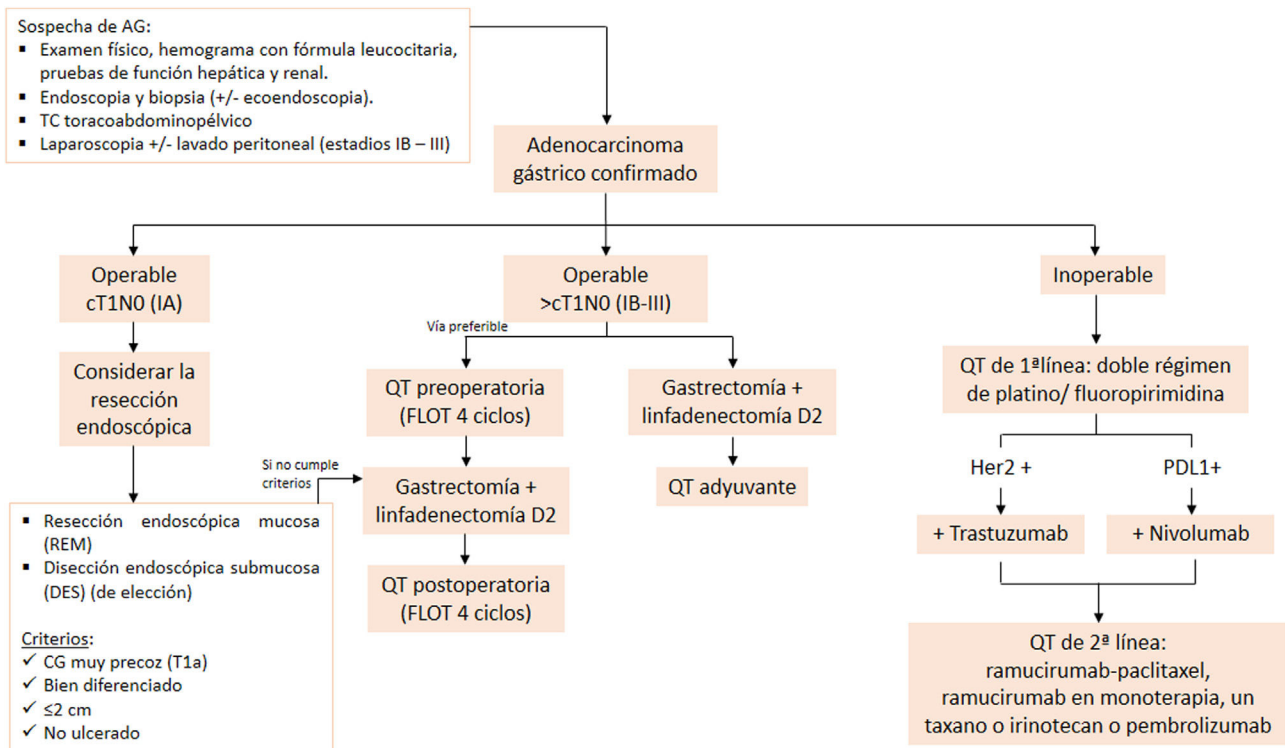 Sospecha de AG:
▪ Examen físico, hemograma con fórmula leucocitaria,
pruebas de función hepática y renal.
▪ Endoscopia y biopsia (+/- ecoendoscopia).
▪ TC toracoabdominopélvico
▪ Laparoscopia +/- lavado peritoneal (estadios IB – III)
Adenocarcinoma
gástrico confirmado
Operable
cT1N0 (IA)
Considerar la
resección
endoscópica
▪ Resección endoscópica mucosa
(REM)
▪ Disección endoscópica submucosa
(DES) (de elección)
Criterios:
✓ CG muy precoz (T1a)
✓ Bien diferenciado
✓ ≤2 cm
✓ No ulcerado
Si no cumple
criterios
Operable
>cT1N0 (IB-III)
Vía preferible
QT preoperatoria
(FLOT 4 ciclos)
Gastrectomía +
linfadenectomía D2
QT postoperatoria
(FLOT 4 ciclos)
Gastrectomía +
linfadenectomía D2
QT adyuvante
Inoperable
QT de 1ªlínea: doble régimen
de platino/ fluoropirimidina
Her2 +
PDL1+
+ Trastuzumab
+ Nivolumab
QT de 2ª línea:
ramucirumab-paclitaxel,
ramucirumab en monoterapia, un
taxano o irinotecan o pembrolizumab